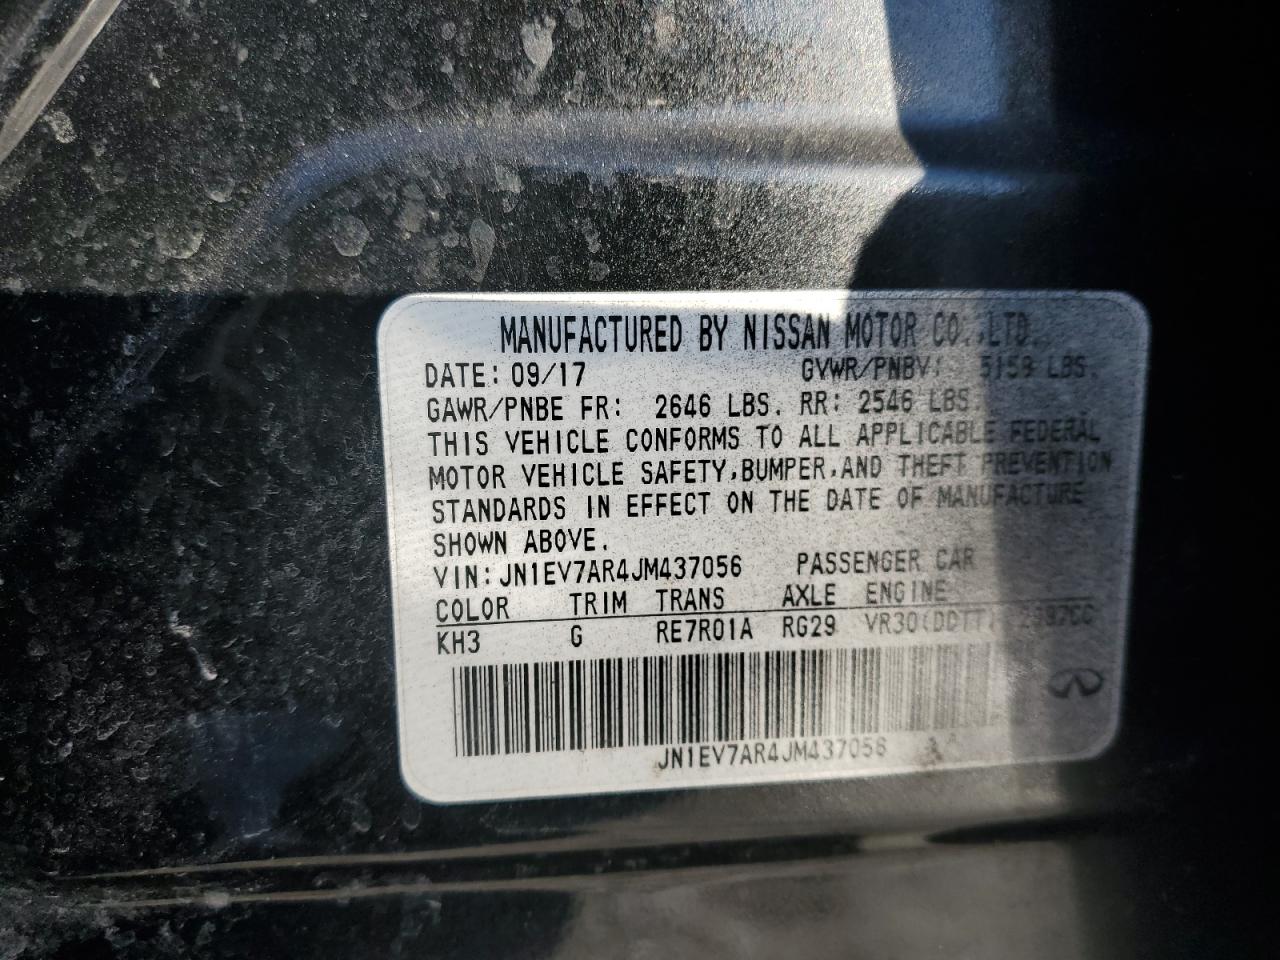 MANUFACTURED BY NISSAN MOTOR CO.,LTD.
DATE: 09/17 GVWR/PNBV: 5159 LBS.
GAWR/PNBE FR: 2646 LBS. RR: 2546 LBS.
THIS VEHICLE CONFORMS TO ALL APPLICABLE FEDERAL
MOTOR VEHICLE SAFETY,BUMPER,AND THEFT PREVENTION
STANDARDS IN EFFECT ON THE DATE OF MANUFACTURE
SHOWN ABOVE.
VIN:JN1EV7AR4JM437056 PASSENGER CAR
COLOR TRIM TRANS AXLE ENGINE
KH3 G RE7R01A RG29 VR30(DDTT) 2997CC
JN1EV7AR4JM437056